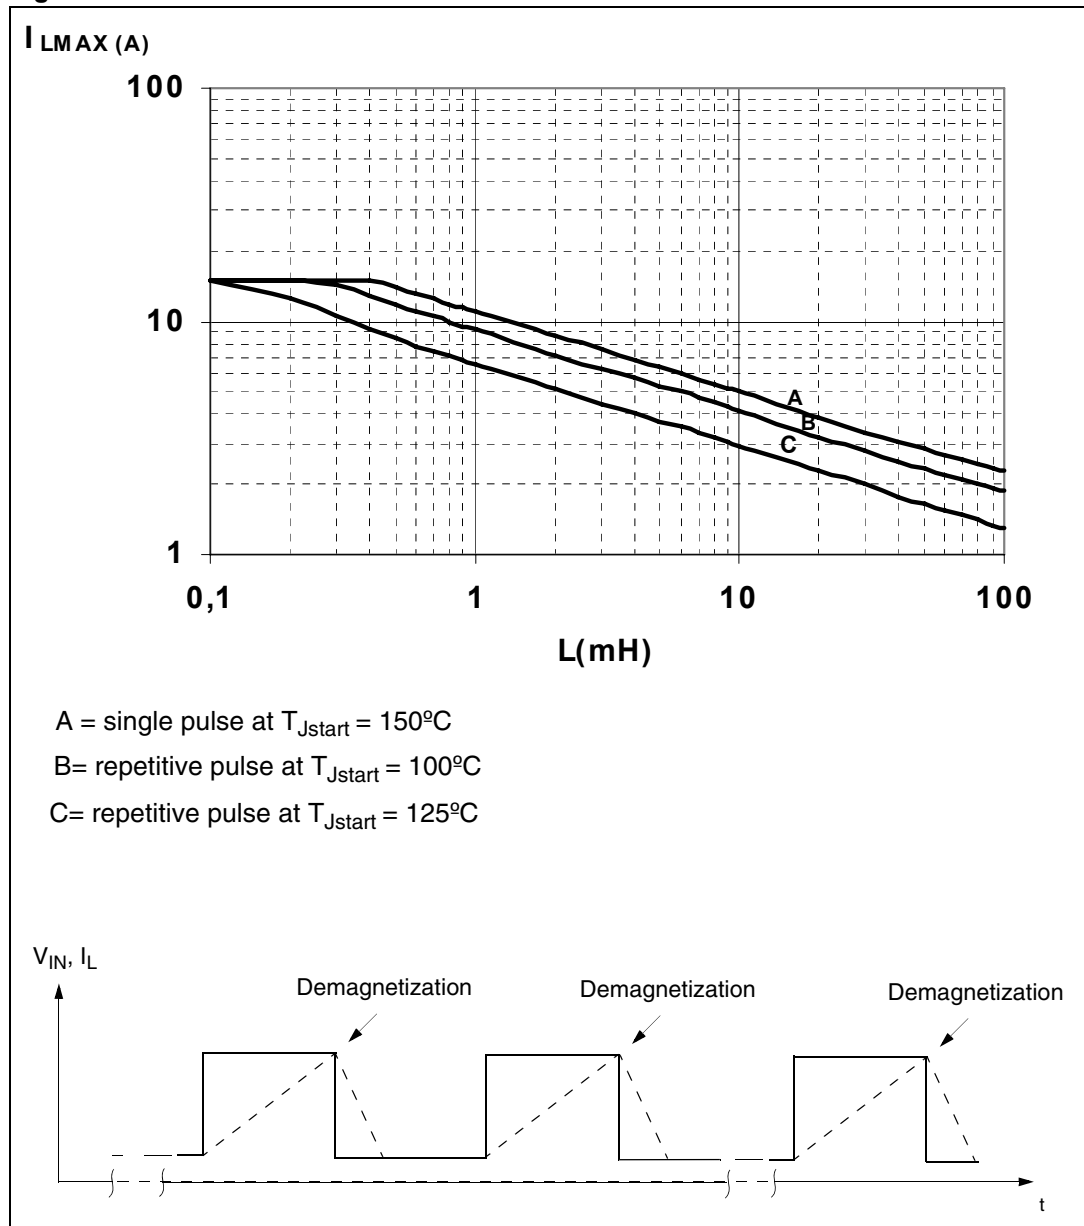 I LMAX (A)
100
10
1
0,1 1 10 100
A
B
C
L(mH)
A = single pulse at TJstart = 150ºC
B= repetitive pulse at TJstart = 100ºC
C= repetitive pulse at TJstart = 125ºC
VIN, IL
Demagnetization Demagnetization Demagnetization
t